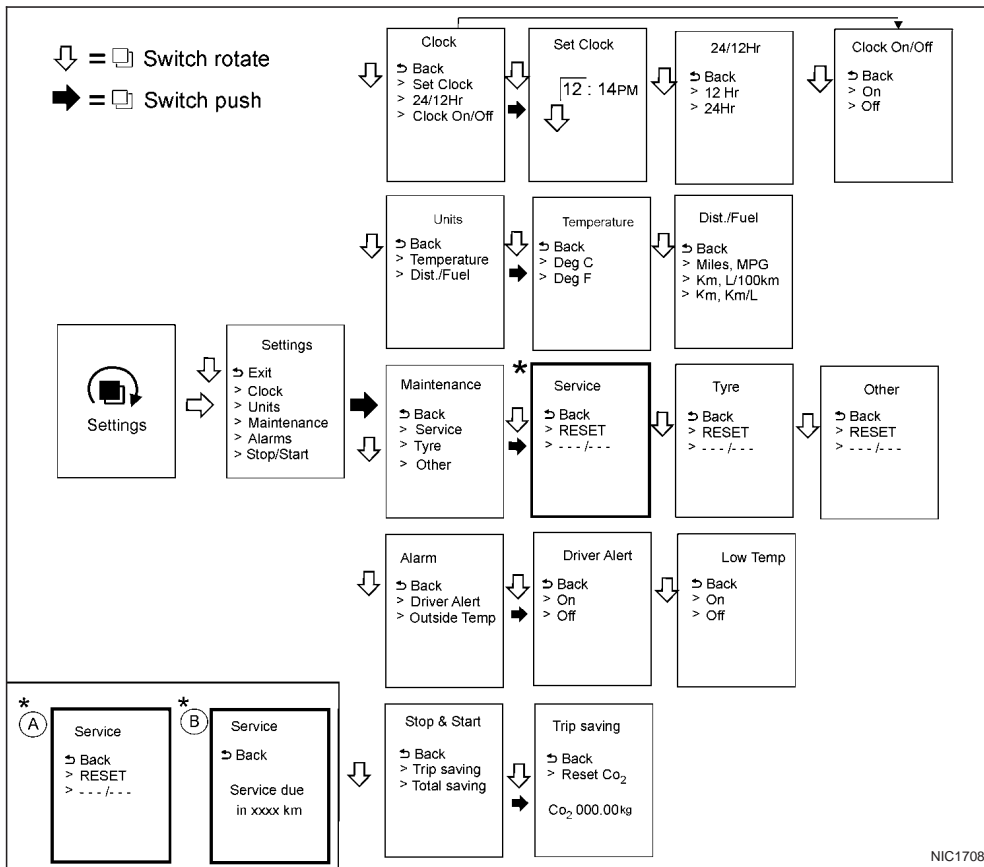 = Switch rotate
= Switch push
Clock
Back
> Set Clock
> 24/12Hr
> Clock On/Off
Set Clock
12 : 14PM
24/12Hr
Back
> 12 Hr
> 24Hr
Clock On/Off
Back
> On
> Off
Units
Back
> Temperature
> Dist./Fuel
Temperature
Back
> Deg C
> Deg F
Dist./Fuel
Back
> Miles, MPG
> Km, L/100km
> Km, Km/L
Settings
Settings
Exit
> Clock
> Units
> Maintenance
> Alarms
> Stop/Start
Maintenance
Back
> Service
> Tyre
> Other
*
Service
Back
> RESET
> - - - /- - -
Tyre
Back
> RESET
> - - - /- - -
Other
Back
> RESET
> - - - /- - -
Alarm
Back
> Driver Alert
> Outside Temp
Driver Alert
Back
> On
> Off
Low Temp
Back
> On
> Off
*
A
Service
Back
> RESET
> - - - /- - -
*
B
Service
Back
Service due
in xxxx km
Stop & Start
Back
> Trip saving
> Total saving
Trip saving
Back
> Reset Co₂
Co₂ 000.00kg
NIC1708